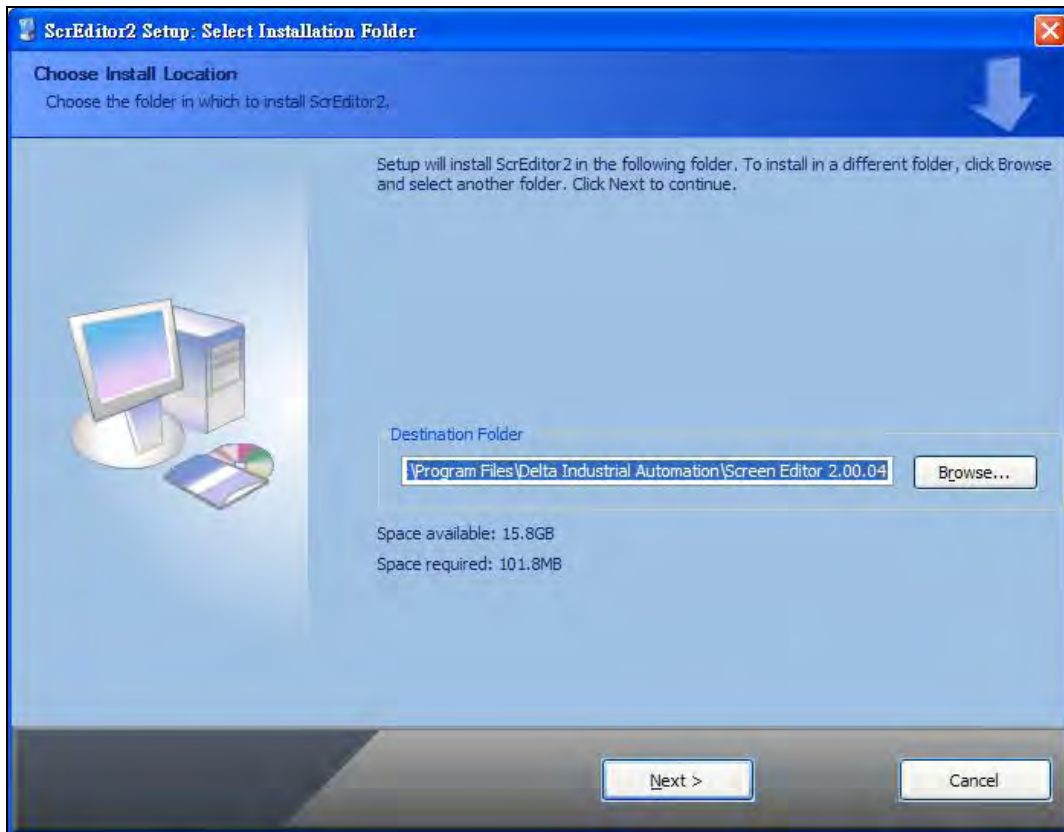 ScrEditor2 Setup: Select Installation Folder
Choose Install Location
Choose the folder in which to install ScrEditor2.
Setup will install ScrEditor2 in the following folder. To install in a different folder, click Browse
and select another folder. Click Next to continue.
Destination Folder
:\Program Files\Delta Industrial Automation\Screen Editor 2.00.04
Browse...
Space available: 15.8GB
Space required: 101.8MB
Next >
Cancel